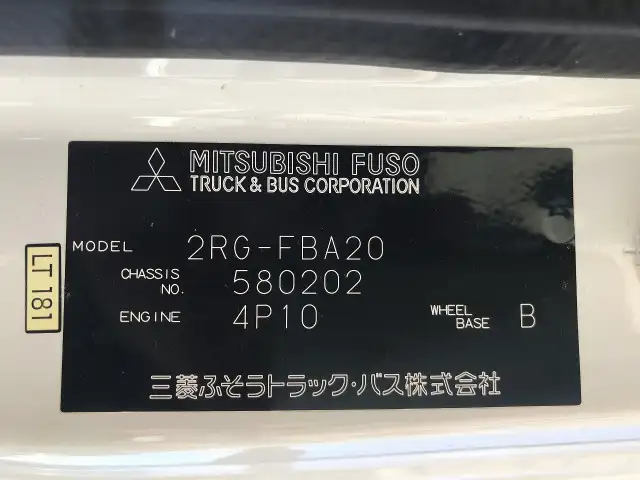 MITSUBISHI FUSO
TRUCK & BUS CORPORATION
MODEL 2RG-FBA20
CHASSIS NO. 580202
ENGINE 4P10 WHEEL BASE B
三菱ふそうトラック・バス株式会社
LT 181